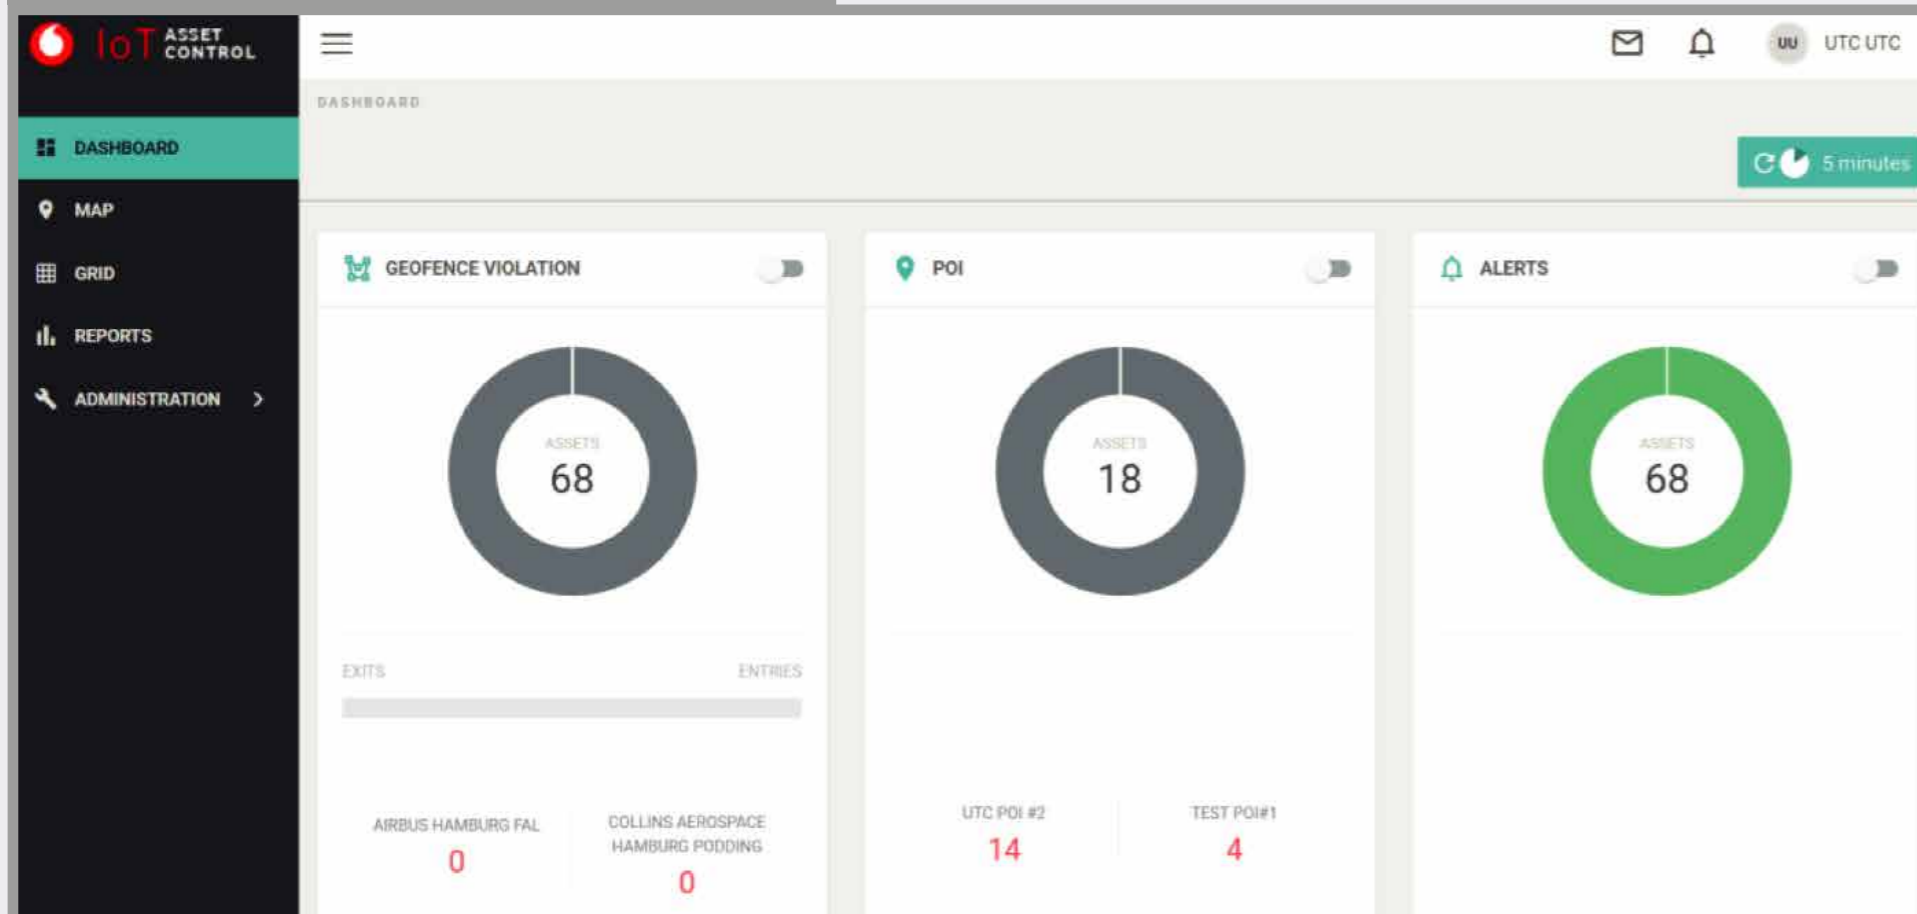 IoT ASSET CONTROL
UU UTC UTC
DASHBOARD
DASHBOARD
5 minutes
MAP
GRID
REPORTS
ADMINISTRATION
GEOFENCE VIOLATION
ASSETS
68
EXITS ENTRIES
AIRBUS HAMBURG FAL
0
COLLINS AEROSPACE
HAMBURG PODDING
0
POI
ASSETS
18
UTC POI #2
14
TEST POI#1
4
ALERTS
ASSETS
68